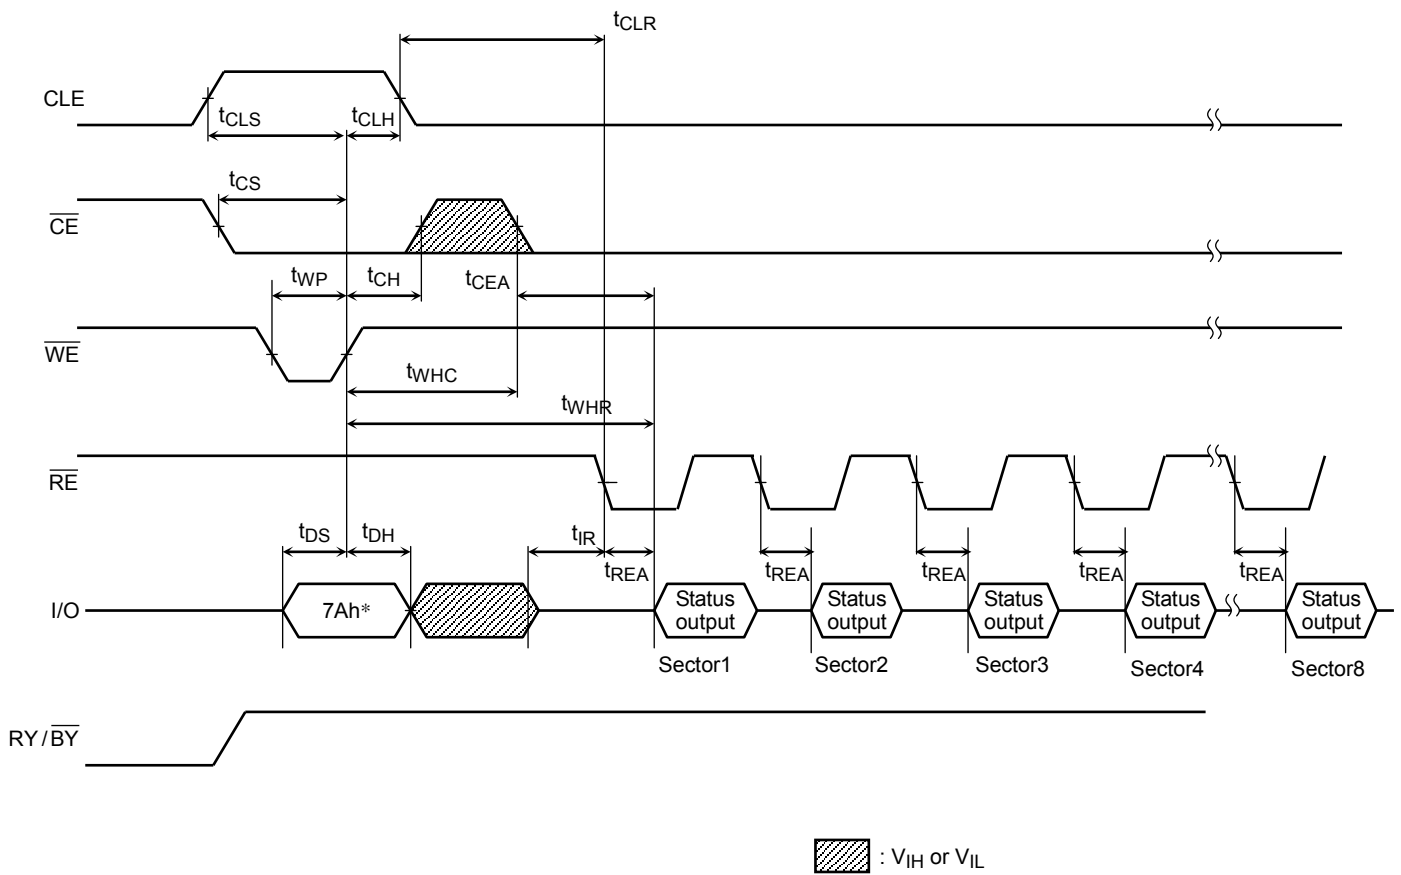 tCLR
CLE
tCLS
tCLH
tCS
CE
tWP
tCH
tCEA
WE
tWHC
tWHR
RE
tDS
tDH
tIR
tREA
tREA
tREA
tREA
tREA
I/O
7Ah*
Status output
Status output
Status output
Status output
Status output
Sector1
Sector2
Sector3
Sector4
Sector8
RY/BY
: VIH or VIL